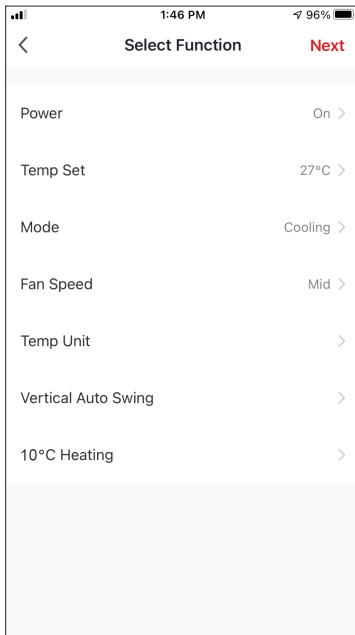 1:46 PM 96%
Select Function Next
Power On
Temp Set 27°C
Mode Cooling
Fan Speed Mid
Temp Unit
Vertical Auto Swing
10°C Heating